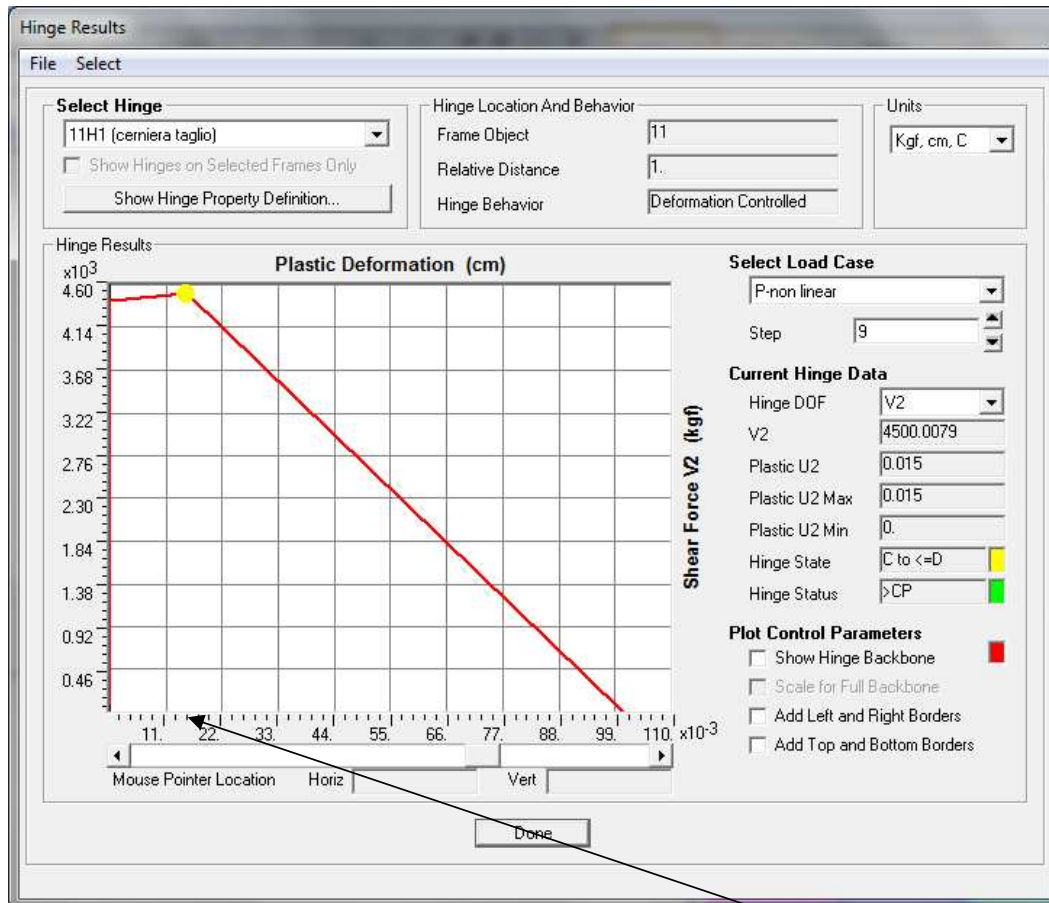 Hinge Results
File Select
Select Hinge
11H1 (cerniera taglio)
Show Hinges on Selected Frames Only
Show Hinge Property Definition...
Hinge Location And Behavior
Frame Object 11
Relative Distance 1.
Hinge Behavior Deformation Controlled
Units
Kgf, cm, C
Hinge Results
Plastic Deformation (cm)
x103
4.60
4.14
3.68
3.22
2.76
2.30
1.84
1.38
0.92
0.46
11. 22. 33. 44. 55. 66. 77. 88. 99. 110. x10-3
Shear Force V2 (kgf)
Mouse Pointer Location Horiz Vert
Select Load Case
P-non linear
Step 9
Current Hinge Data
Hinge DOF V2
V2 4500.0079
Plastic U2 0.015
Plastic U2 Max 0.015
Plastic U2 Min 0.
Hinge State C to <=D
Hinge Status >CP
Plot Control Parameters
Show Hinge Backbone
Scale for Full Backbone
Add Left and Right Borders
Add Top and Bottom Borders
Done